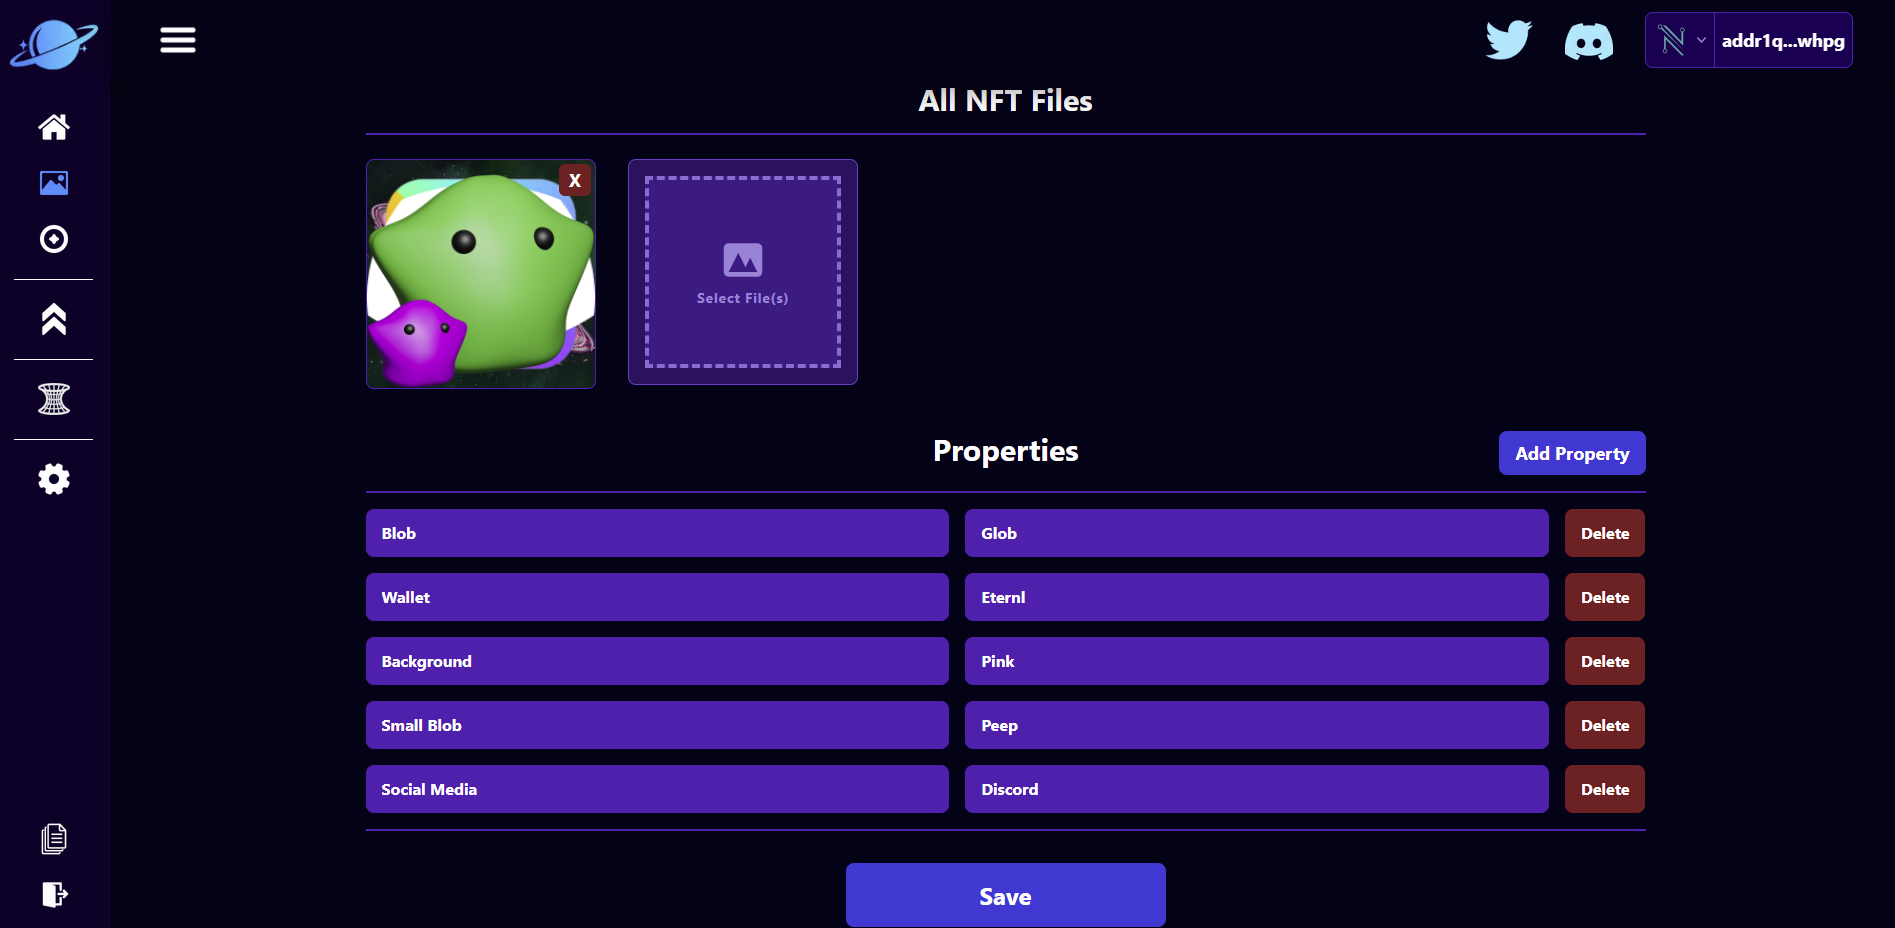 addr1q...whpg
All NFT Files
X
Select File(s)
Properties
Add Property
Blob Glob Delete
Wallet Eternl Delete
Background Pink Delete
Small Blob Peep Delete
Social Media Discord Delete
Save